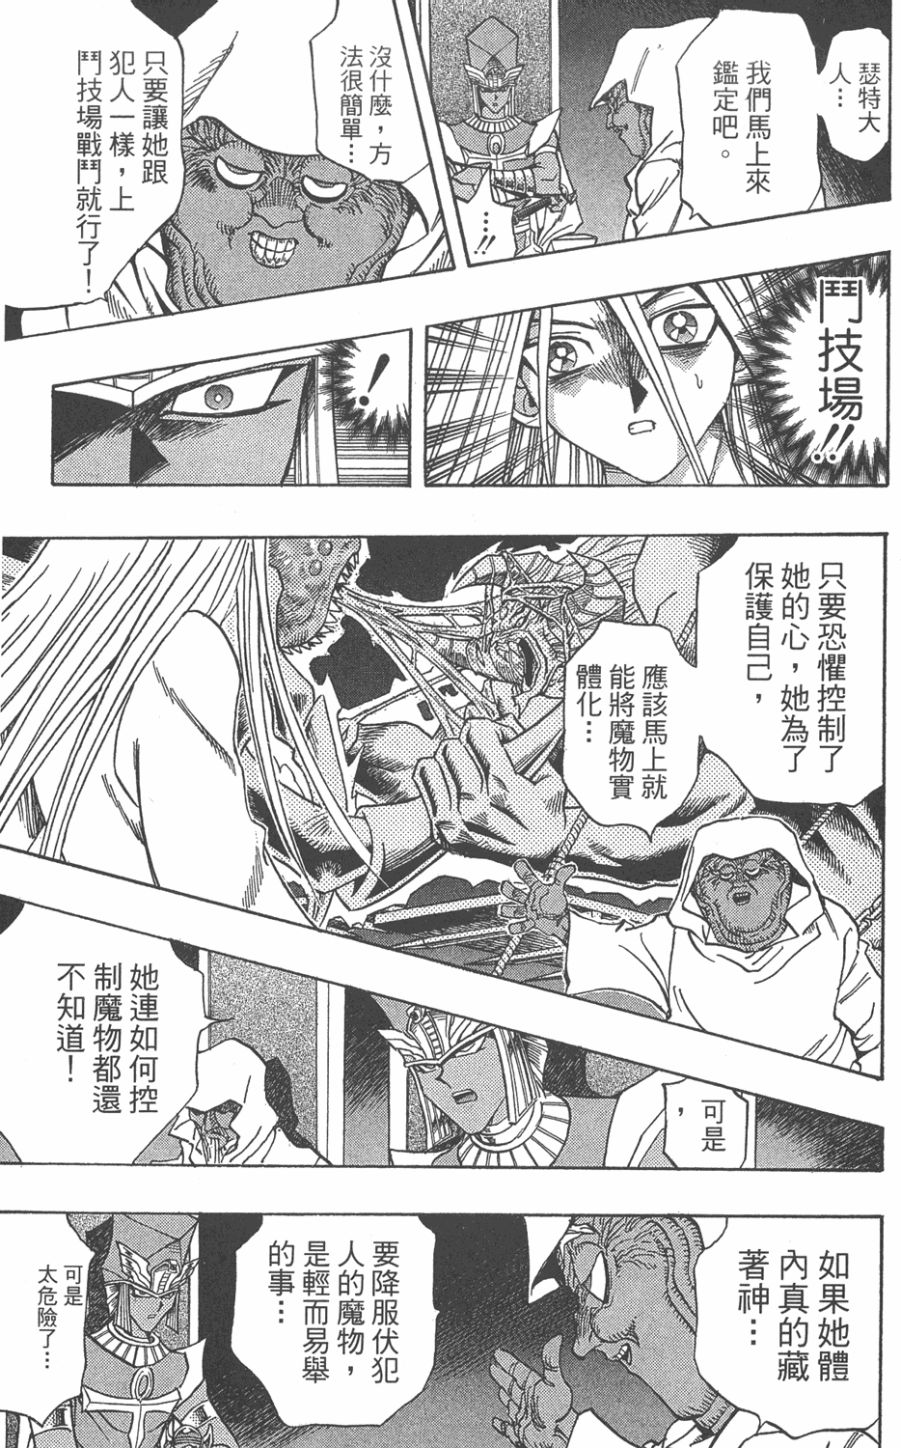 瑟特大
人…
我們馬上來
鑑定吧。
…!!
沒什麼，方
法很簡單…
只要讓她跟
犯人一樣，上
鬥技場戰鬥就行了！
鬥技場!!
！
只要恐懼控制了
她的心，她為了
保護自己，
應該馬上就
能將魔物實
體化…
可是
，
她連如何控
制魔物都還
不知道！
如果她體
內真的藏
著神…
要降服伏犯
人的魔物，
是輕而易舉
的事…
可是
太危險了…